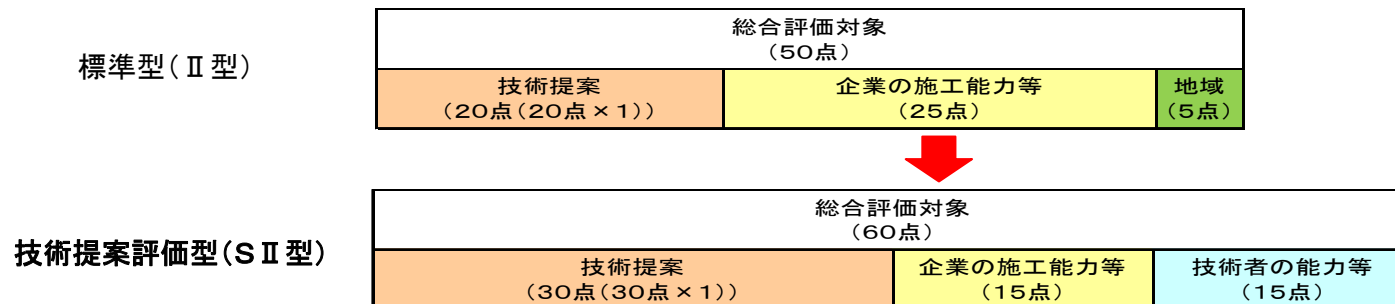 総合評価対象
(50点)
標準型(Ⅱ型)
技術提案
(20点(20点×1))
企業の施工能力等
(25点)
地域
(5点)
総合評価対象
(60点)
技術提案評価型(SⅡ型)
技術提案
(30点(30点×1))
企業の施工能力等
(15点)
技術者の能力等
(15点)